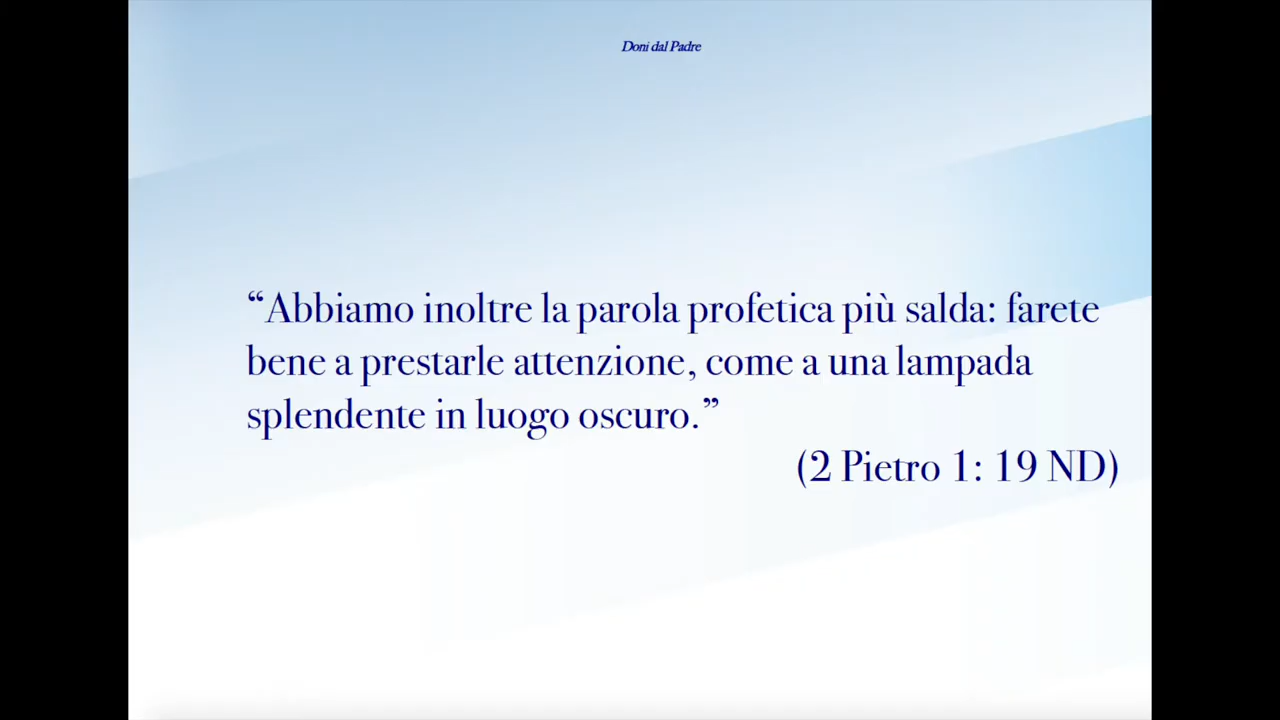 Doni dal Padre
“Abbiamo inoltre la parola profetica più salda: farete
bene a prestarle attenzione, come a una lampada
splendente in luogo oscuro.”
(2 Pietro 1: 19 ND)